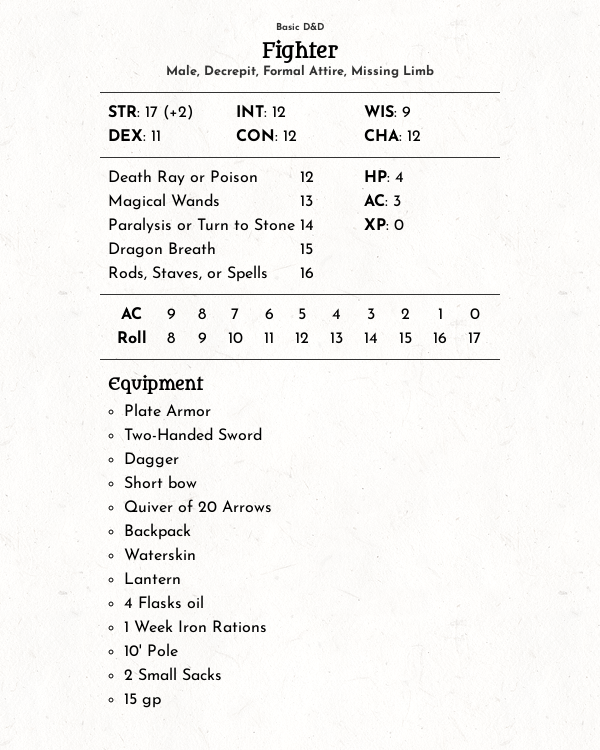 Basic D&D
Fighter
Male, Decrepit, Formal Attire, Missing Limb
STR: 17 (+2) INT: 12 WIS: 9
DEX: 11 CON: 12 CHA: 12
Death Ray or Poison 12 HP: 4
Magical Wands 13 AC: 3
Paralysis or Turn to Stone 14 XP: 0
Dragon Breath 15
Rods, Staves, or Spells 16
AC 9 8 7 6 5 4 3 2 1 0
Roll 8 9 10 11 12 13 14 15 16 17
Equipment
◦ Plate Armor
◦ Two-Handed Sword
◦ Dagger
◦ Short bow
◦ Quiver of 20 Arrows
◦ Backpack
◦ Waterskin
◦ Lantern
◦ 4 Flasks oil
◦ 1 Week Iron Rations
◦ 10' Pole
◦ 2 Small Sacks
◦ 15 gp